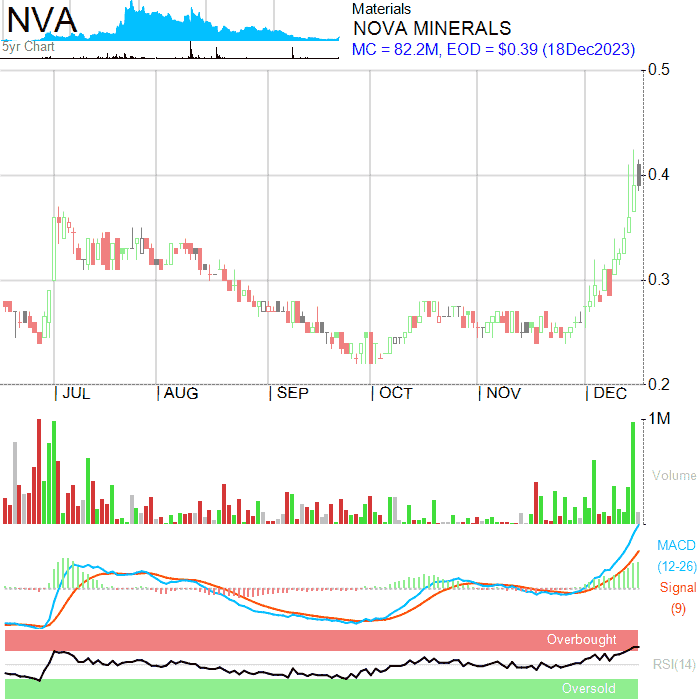 NVA
5yr Chart
Materials
NOVA MINERALS
MC = 82.2M, EOD = $0.39 (18Dec2023)
0.5
0.4
0.3
0.2
JUL AUG SEP OCT NOV DEC
1M
Volume
MACD
(12-26)
Signal
(9)
Overbought
RSI(14)
Oversold